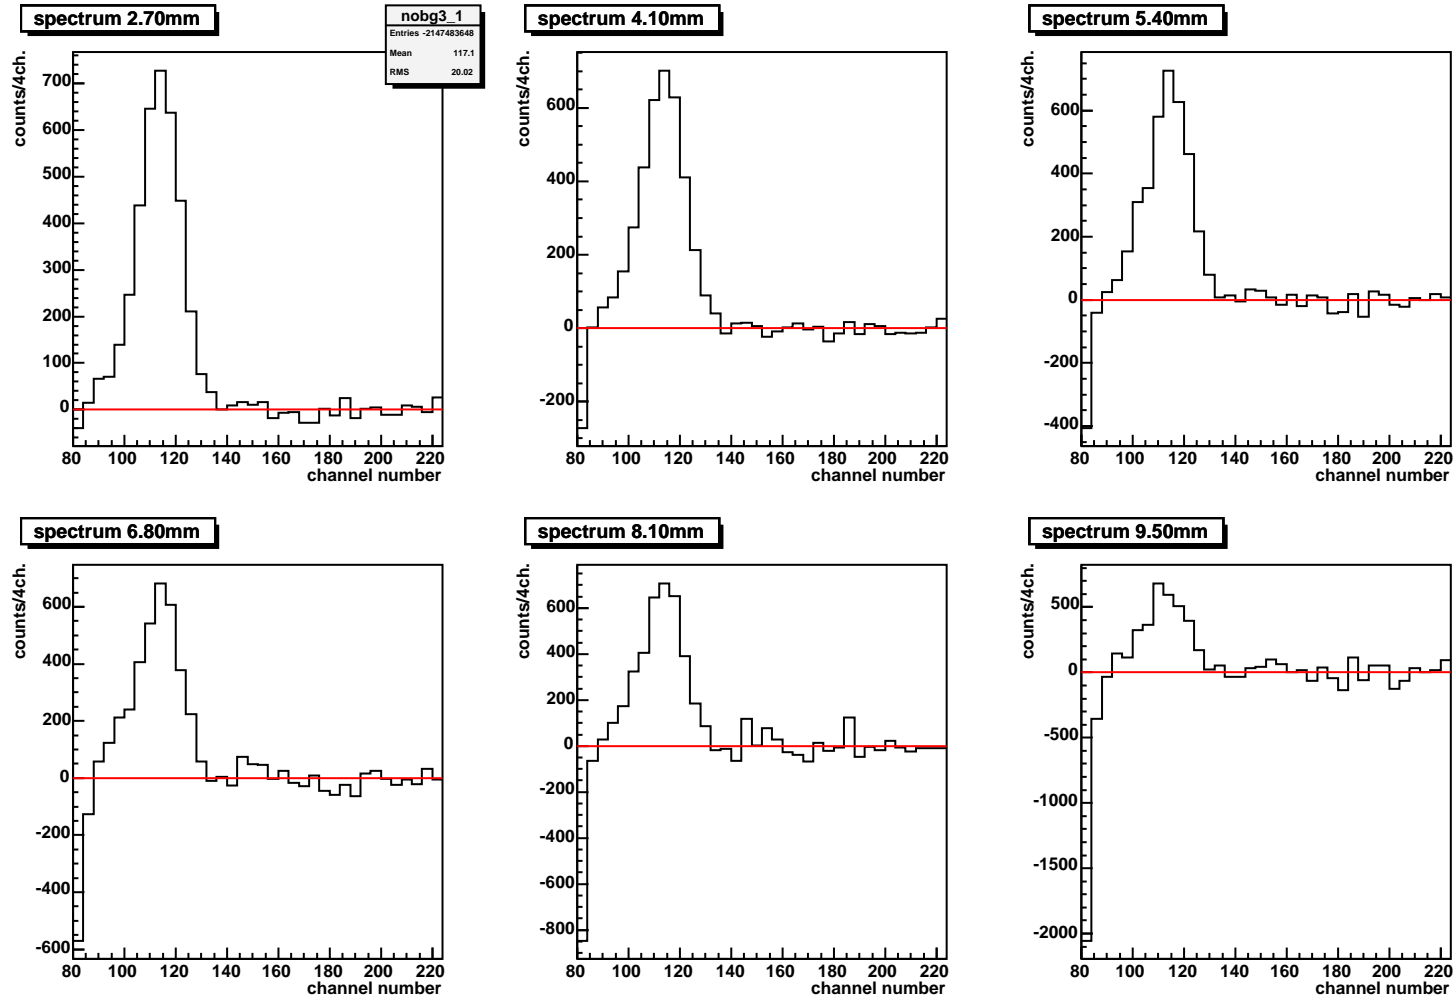 spectrum 2.70mm
nobg3_1
Entries -2147483648
Mean 117.1
RMS 20.02
counts/4ch.
700
600
500
400
300
200
100
0
80 100 120 140 160 180 200 220
channel number
spectrum 4.10mm
counts/4ch.
600
400
200
0
-200
80 100 120 140 160 180 200 220
channel number
spectrum 5.40mm
counts/4ch.
600
400
200
0
-200
-400
80 100 120 140 160 180 200 220
channel number
spectrum 6.80mm
counts/4ch.
600
400
200
0
-200
-400
-600
80 100 120 140 160 180 200 220
channel number
spectrum 8.10mm
counts/4ch.
600
400
200
0
-200
-400
-600
-800
80 100 120 140 160 180 200 220
channel number
spectrum 9.50mm
counts/4ch.
500
0
-500
-1000
-1500
-2000
80 100 120 140 160 180 200 220
channel number